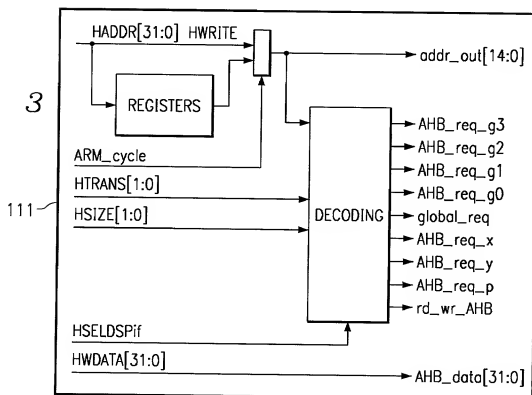 HADDR[31:0] HWRITE
addr_out[14:0]
3
REGISTERS
AHB_req_g3
AHB_req_g2
ARM_cycle
AHB_req_g1
HTRANS[1:0]
AHB_req_g0
111
HSIZE[1:0]
DECODING
global_req
AHB_req_x
AHB_req_y
AHB_req_p
rd_wr_AHB
HSELDSPif
HWDATA[31:0]
AHB_data[31:0]